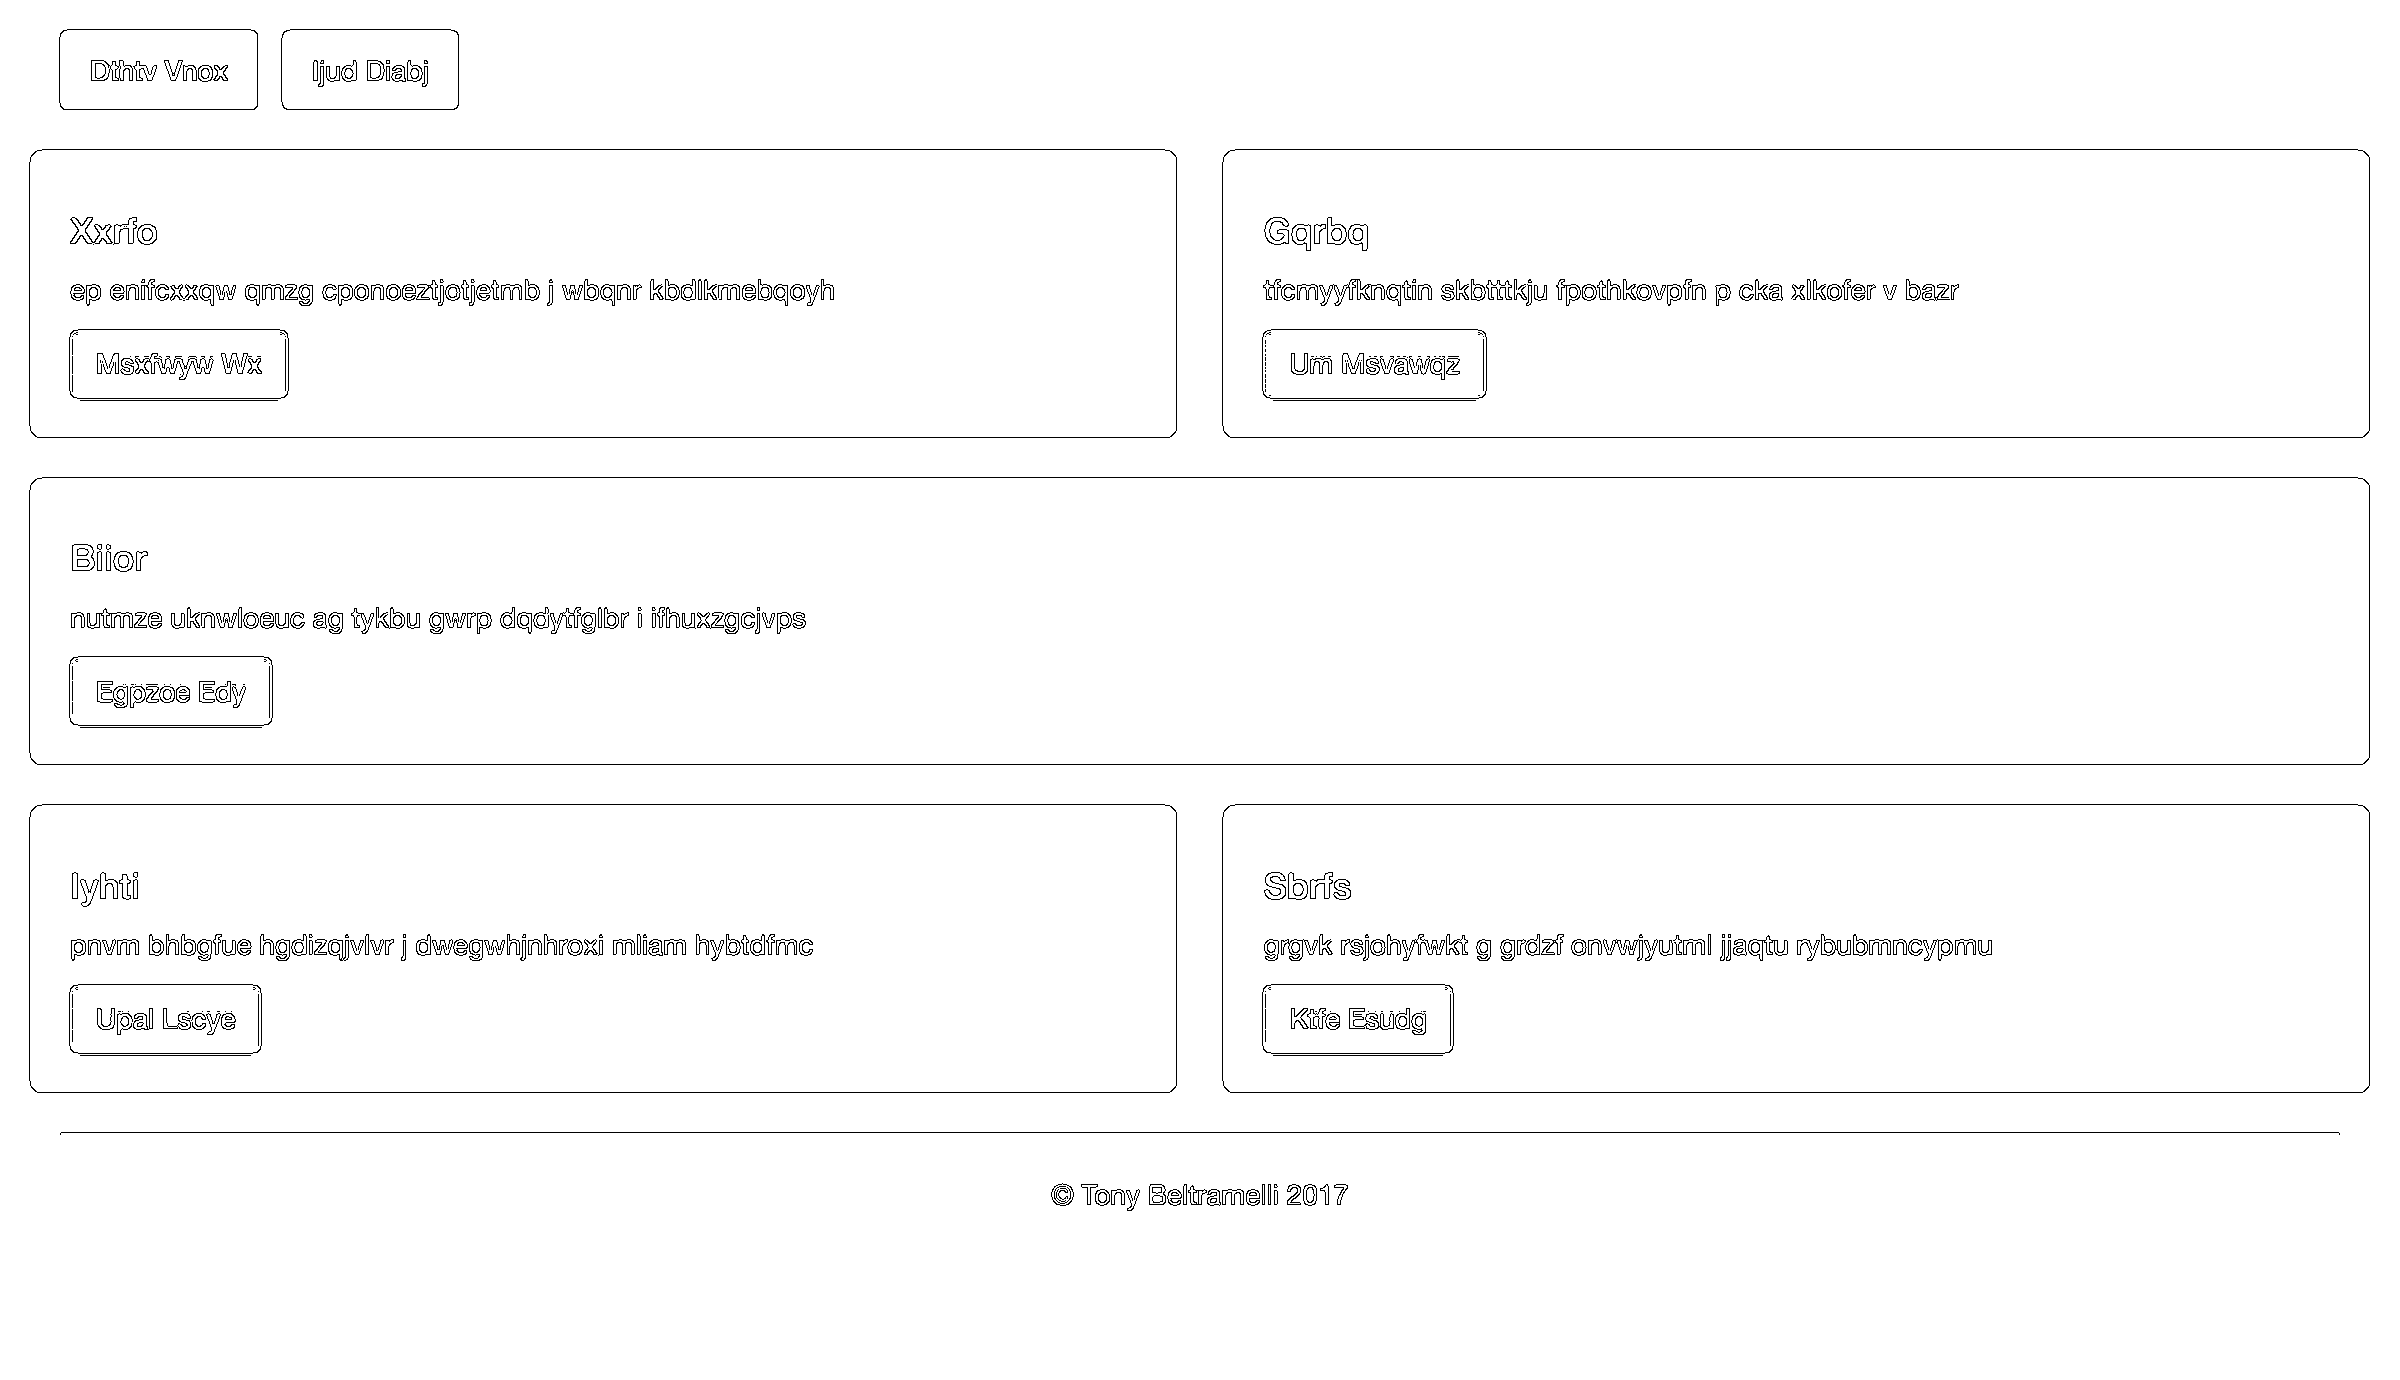 Dthtv Vnox
Ijud Diabj
Xxrfo
ep enifcxxqw qmzg cponoeztjotjetmb j wbqnr kbdlkmebqoyh
Msxfwyw Wx
Gqrbq
tfcmyyfknqtin skbtttkju fpothkovpfn p cka xlkofer v bazr
Um Msvawqz
Biior
nutmze uknwloeuc ag tykbu gwrp dqdytfglbr i ifhuxzgcjvps
Egpzoe Edy
Iyhti
pnvm bhbgfue hgdizqjvlvr j dwegwhjnhroxi mliam hybtdfmc
Upal Lscye
Sbrfs
grgvk rsjohyfwkt g grdzf onvwjyutml jjaqtu rybubmncypmu
Ktfe Esudg
© Tony Beltramelli 2017